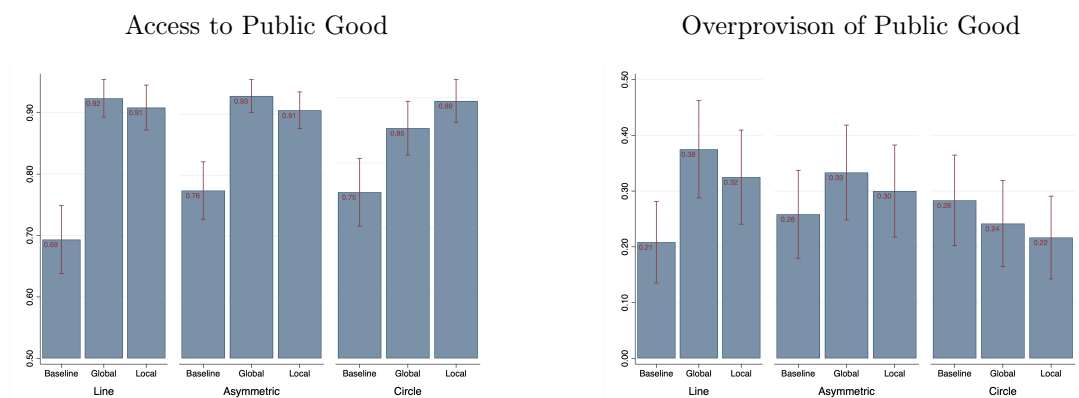 Access to Public Good
0.90
0.80
0.70
0.60
0.50
0.69
0.92
0.91
0.78
0.93
0.91
0.75
0.85
0.89
Baseline Global Local
Baseline Global Local
Baseline Global Local
Line
Asymmetric
Circle
Overprovison of Public Good
0.50
0.40
0.30
0.20
0.10
0.00
0.21
0.38
0.32
0.26
0.33
0.30
0.28
0.24
0.22
Baseline Global Local
Baseline Global Local
Baseline Global Local
Line
Asymmetric
Circle